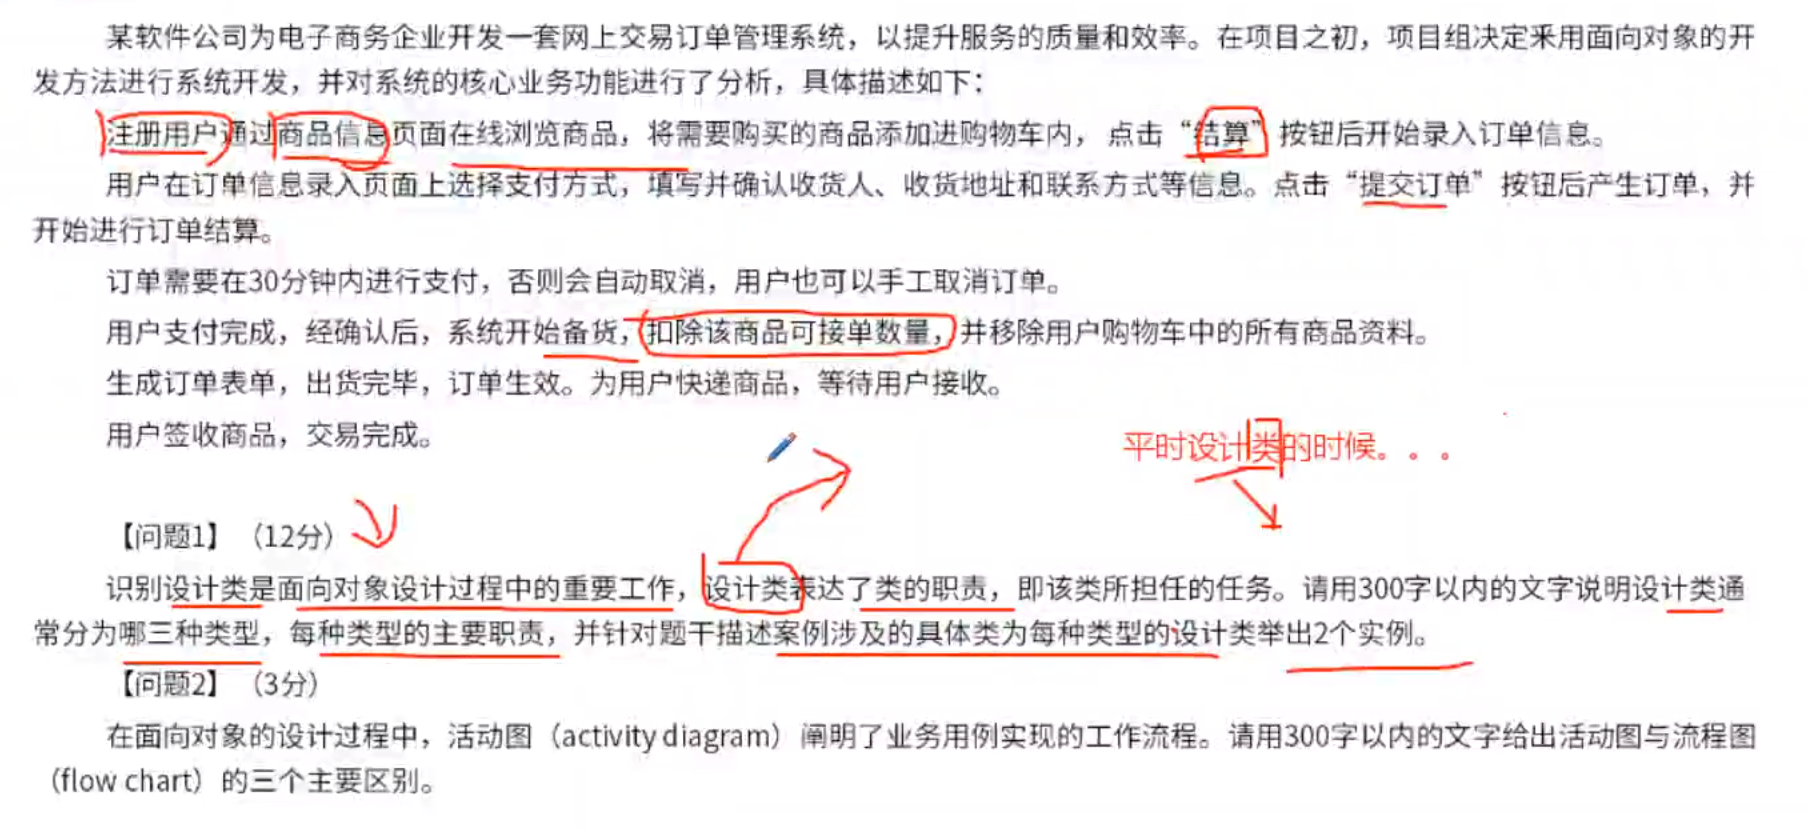 某软件公司为电子商务企业开发一套网上交易订单管理系统，以提升服务的质量和效率。在项目之初，项目组决定采用面向对象的开
发方法进行系统开发，并对系统的核心业务功能进行了分析，具体描述如下：
注册用户通过商品信息页面在线浏览商品，将需要购买的商品添加进购物车内， 点击“结算”按钮后开始录入订单信息。
用户在订单信息录入页面上选择支付方式，填写并确认收货人、收货地址和联系方式等信息。点击“提交订单”按钮后产生订单，并
开始进行订单结算。
订单需要在30分钟内进行支付，否则会自动取消，用户也可以手工取消订单。
用户支付完成，经确认后，系统开始备货，扣除该商品可接单数量，并移除用户购物车中的所有商品资料。
生成订单表单，出货完毕，订单生效。为用户快递商品，等待用户接收。
用户签收商品，交易完成。
平时设计类的时候。。。
【问题1】（12分）
识别设计类是面向对象设计过程中的重要工作，设计类表达了类的职责，即该类所担任的任务。请用300字以内的文字说明设计类通
常分为哪三种类型，每种类型的主要职责，并针对题干描述案例涉及的具体类为每种类型的设计类举出2个实例。
【问题2】（3分）
在面向对象的设计过程中，活动图（activity diagram）阐明了业务用例实现的工作流程。请用300字以内的文字给出活动图与流程图
（flow chart）的三个主要区别。